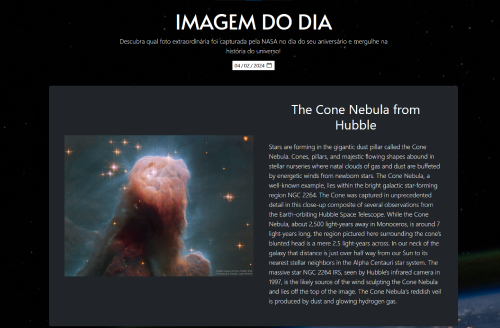 IMAGEM DO DIA
Descubra qual foto extraordinária foi capturada pela NASA no dia do seu aniversário e mergulhe na
história do universo!
04/02/2024
The Cone Nebula from
Hubble
Stars are forming in the gigantic dust pillar called the Cone
Nebula. Cones, pillars, and majestic flowing shapes abound in
stellar nurseries where natal clouds of gas and dust are buffeted
by energetic winds from newborn stars. The Cone Nebula, a
well-known example, lies within the bright galactic star-forming
region NGC 2264. The Cone was captured in unprecedented
detail in this close-up composite of several observations from
the Earth-orbiting Hubble Space Telescope. While the Cone
Nebula, about 2,500 light-years away in Monoceros, is around 7
light-years long, the region pictured here surrounding the cone's
blunted head is a mere 2.5 light-years across. In our neck of the
galaxy that distance is just over half way from our Sun to its
nearest stellar neighbors in the Alpha Centauri star system. The
massive star NGC 2264 IRS, seen by Hubble's infrared camera in
1997, is the likely source of the wind sculpting the Cone Nebula
and lies off the top of the image. The Cone Nebula's reddish veil
is produced by dust and glowing hydrogen gas.